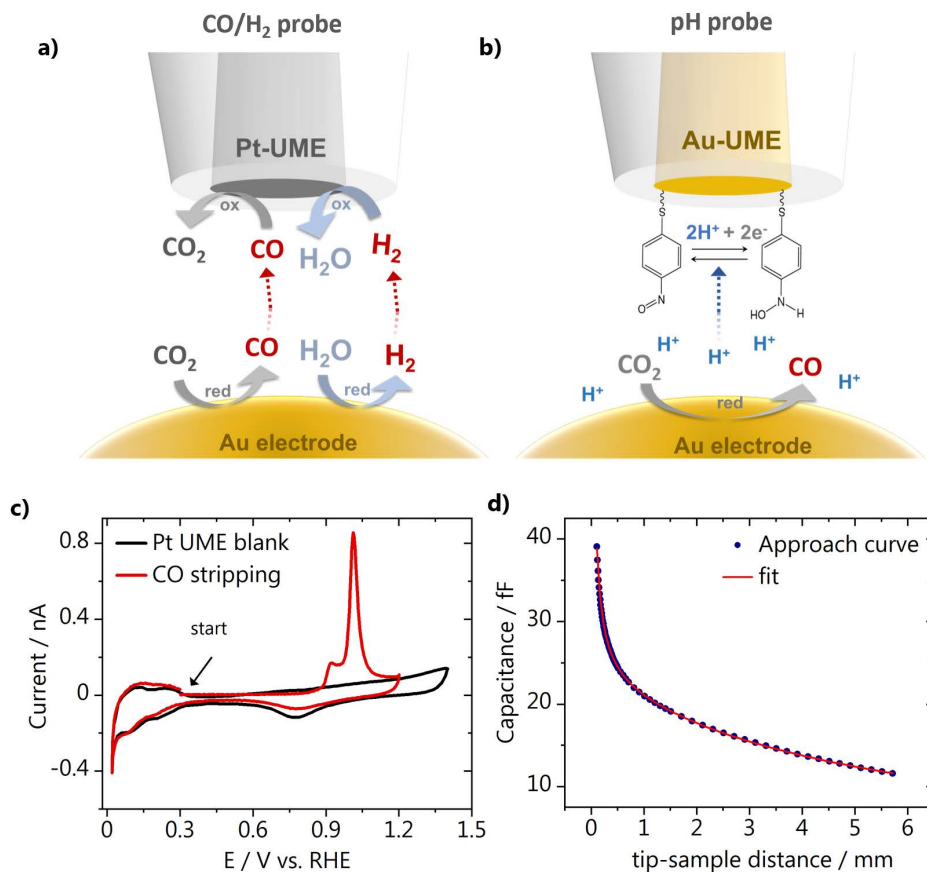 CO/H₂ probe
a)
Pt-UME
ox
ox
CO₂
CO
H₂O
H₂
CO₂
CO
H₂O
H₂
red
red
Au electrode
pH probe
b)
Au-UME
S
S
2H⁺ + 2e⁻
N
O
N
HO
H
H⁺
H⁺
H⁺
CO₂
CO
H⁺
H⁺
red
Au electrode
c)
Pt UME blank
CO stripping
start
Current / nA
0.8
0.4
0
-0.4
0
0.3
0.6
0.9
1.2
1.5
E / V vs. RHE
d)
Approach curve
fit
Capacitance / fF
40
30
20
10
0
1
2
3
4
5
6
tip-sample distance / mm